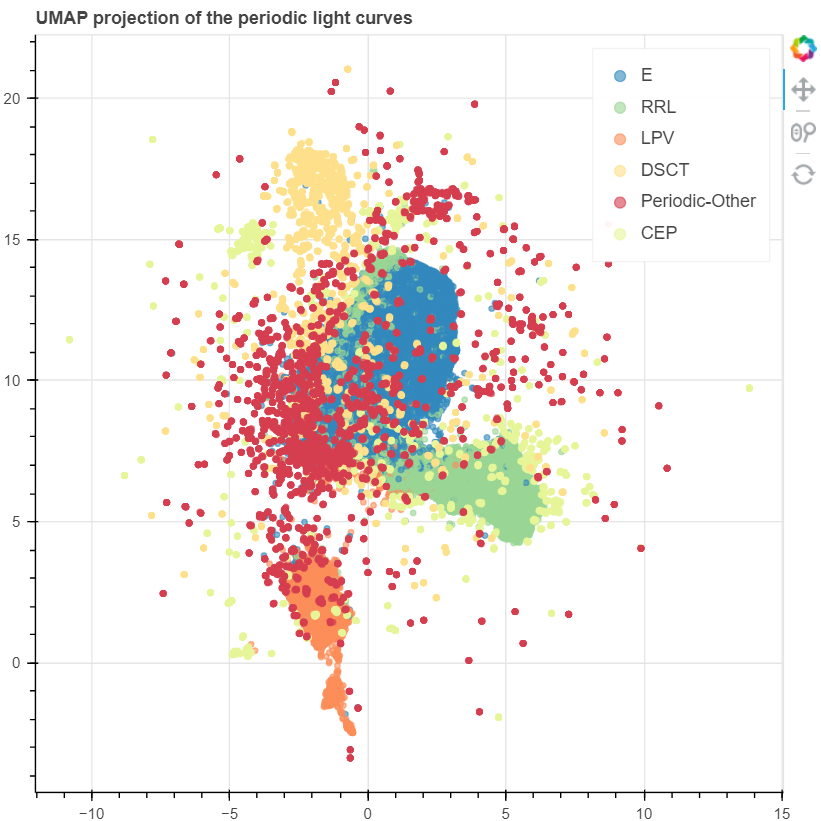 UMAP projection of the periodic light curves
E
RRL
LPV
DSCT
Periodic-Other
CEP
20
15
10
5
0
−10
−5
0
5
10
15